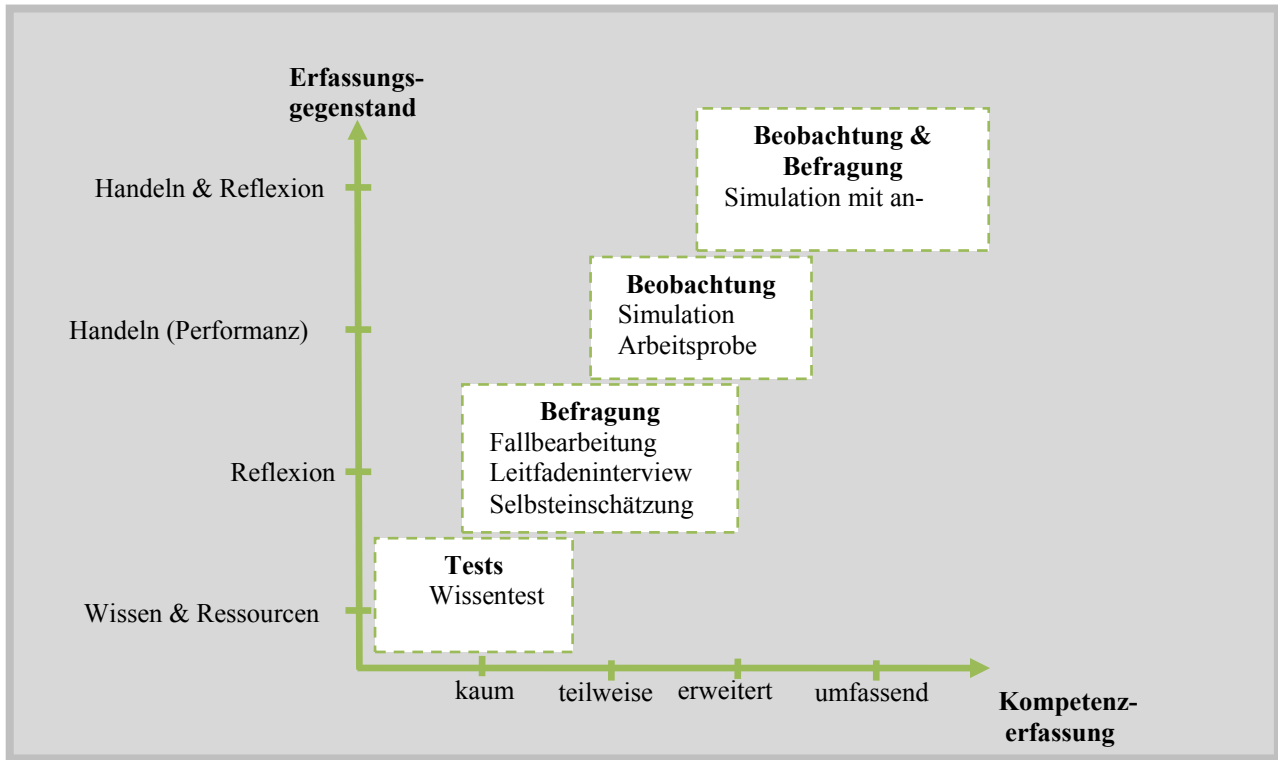 Erfassungs-
gegenstand
Beobachtung &
Befragung
Simulation mit an-
Handeln & Reflexion
Beobachtung
Simulation
Arbeitsprobe
Handeln (Performanz)
Befragung
Fallbearbeitung
Leitfadeninterview
Selbsteinschätzung
Reflexion
Tests
Wissentest
Wissen & Ressourcen
kaum
teilweise
erweitert
umfassend
Kompetenz-
erfassung